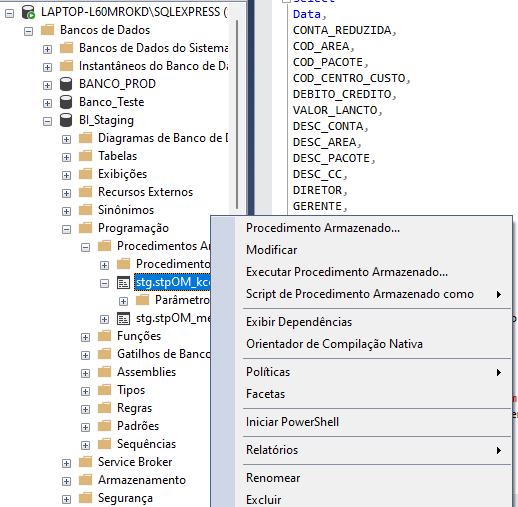 LAPTOP-L60MROKD\SQLEXPRESS (
Bancos de Dados
Bancos de Dados do Sistema
Instantâneos do Banco de Da
BANCO_PROD
Banco_Teste
BI_Staging
Diagramas de Banco de D
Tabelas
Exibições
Recursos Externos
Sinônimos
Programação
Procedimentos Ar
Procedimento
stg.stpOM_kc
Parâmetro
stg.stpOM_me
Funções
Gatilhos de Banco
Assemblies
Tipos
Regras
Padrões
Sequências
Service Broker
Armazenamento
Segurança
Data,
CONTA_REDUZIDA,
COD_AREA,
COD_PACOTE,
COD_CENTRO_CUSTO,
DEBITO_CREDITO,
VALOR_LANCTO,
DESC_CONTA,
DESC_AREA,
DESC_PACOTE,
DESC_CC,
DIRETOR,
GERENTE,
Procedimento Armazenado...
Modificar
Executar Procedimento Armazenado...
Script de Procedimento Armazenado como
Exibir Dependências
Orientador de Compilação Nativa
Políticas
Facetas
Iniciar PowerShell
Relatórios
Renomear
Excluir